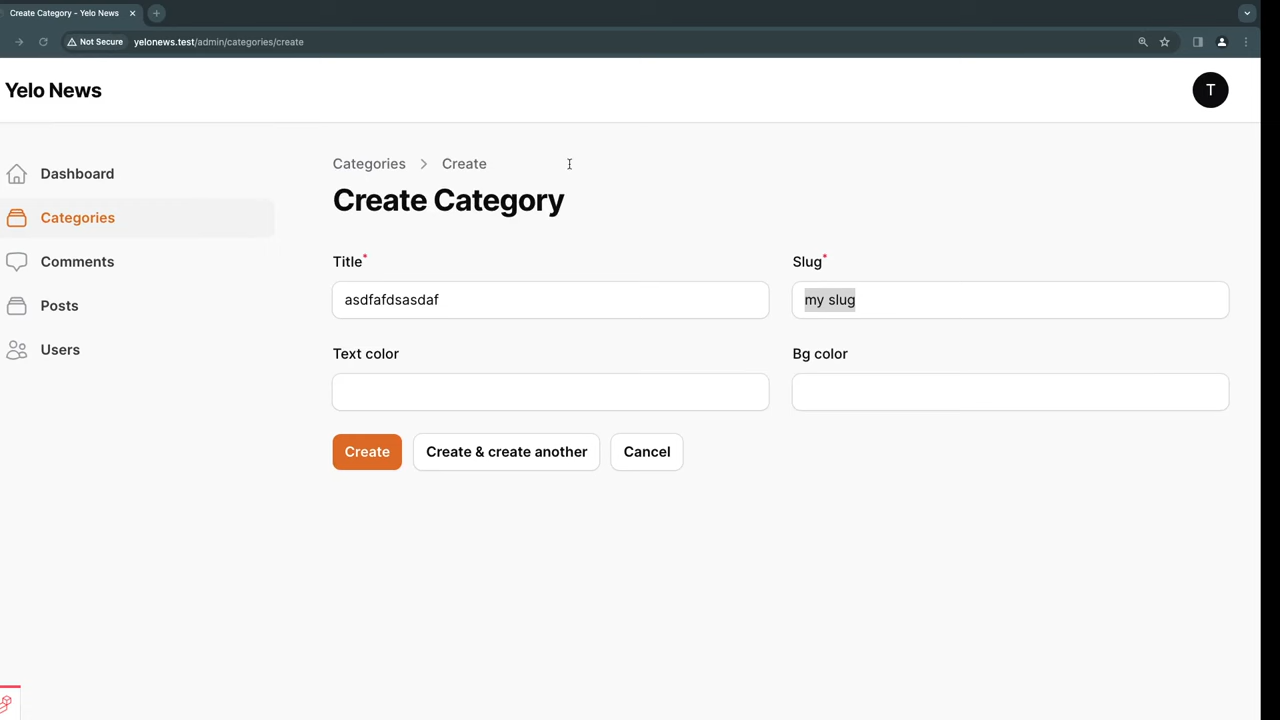 Create Category - Yelo News
Not Secure yelonews.test/admin/categories/create
Yelo News
T
Dashboard
Categories
Comments
Posts
Users
Categories > Create
Create Category
Title* Slug*
asdfafdsasdaf my slug
Text color Bg color
Create Create & create another Cancel